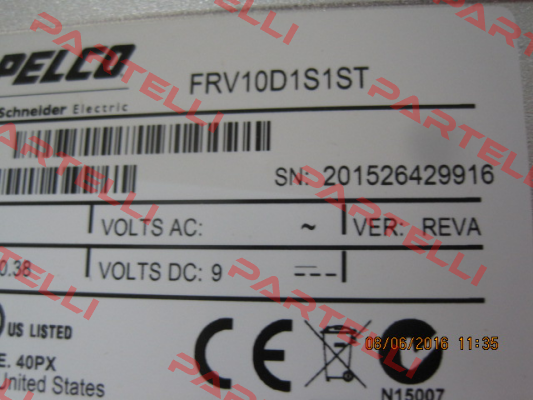 PELCO
FRV10D1S1ST
Schneider Electric
SN: 201526429916
VOLTS AC: ~
VER: REVA
0.38
VOLTS DC: 9
US LISTED
E. 40PX
United States
CE
N15007
08/06/2016 11:35
PARTELLI
PARTELLI
PARTELLI
PARTELLI